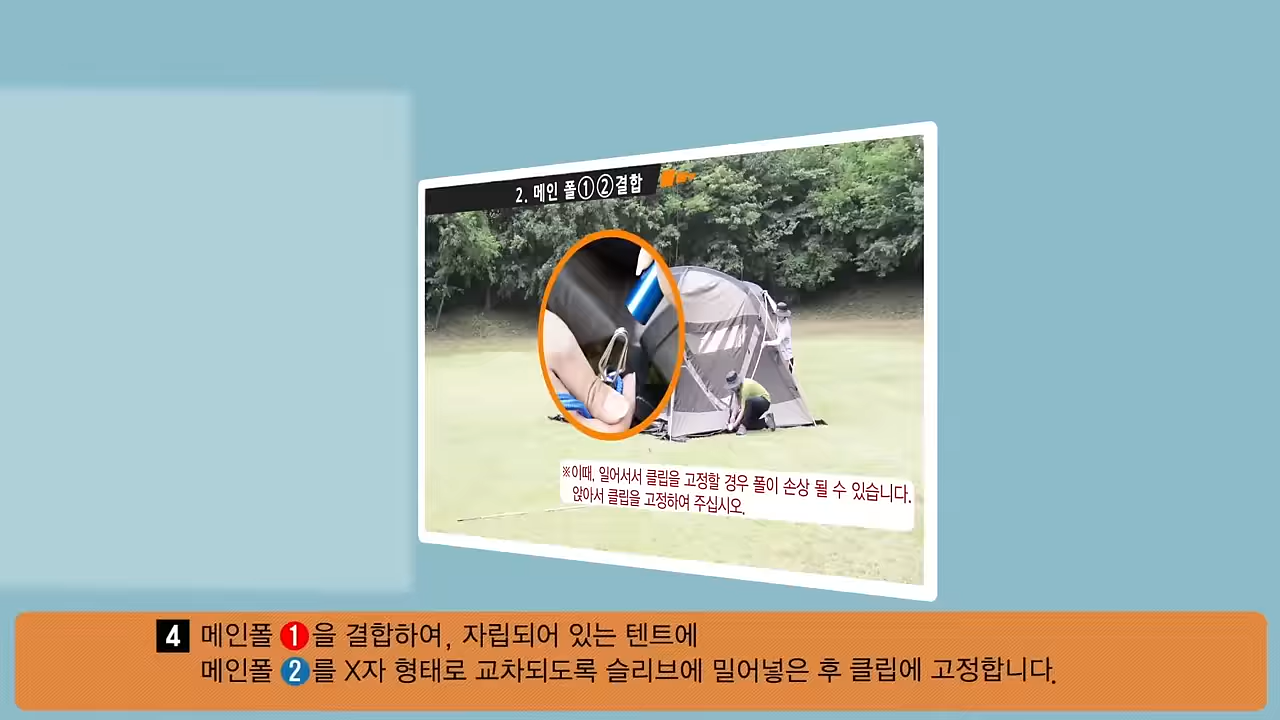 2. 메인 폴①②결합
※이때, 일어서서 클립을 고정할 경우 폴이 손상 될 수 있습니다.
앉아서 클립을 고정하여 주십시오.
4 메인폴 1을 결합하여, 자립되어 있는 텐트에
메인폴 2를 X자 형태로 교차되도록 슬리브에 밀어넣은 후 클립에 고정합니다.